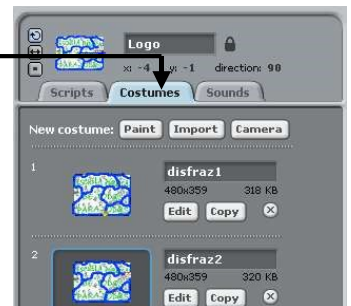 Logo
x: -4 y: -1 direction: 90
Scripts Costumes Sounds
New costume: Paint Import Camera
1
disfraz1
480x359 318 KB
Edit Copy
2
disfraz2
480x359 320 KB
Edit Copy